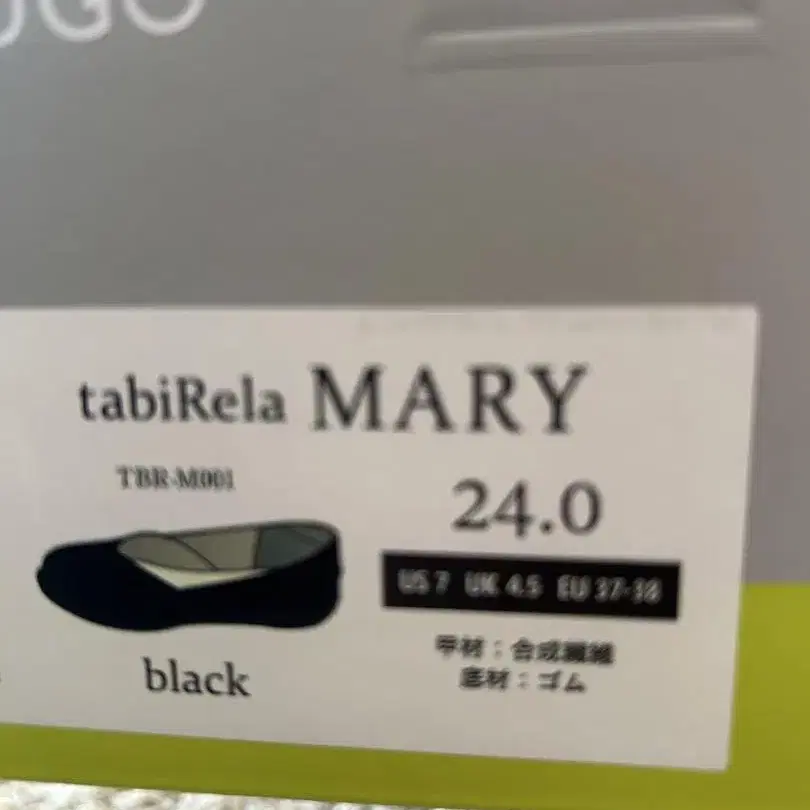 UGO
tabiRela MARY
TBR-M001
24.0
US 7 UK 4.5 EU 37-38
甲材：合成繊維
底材：ゴム
black